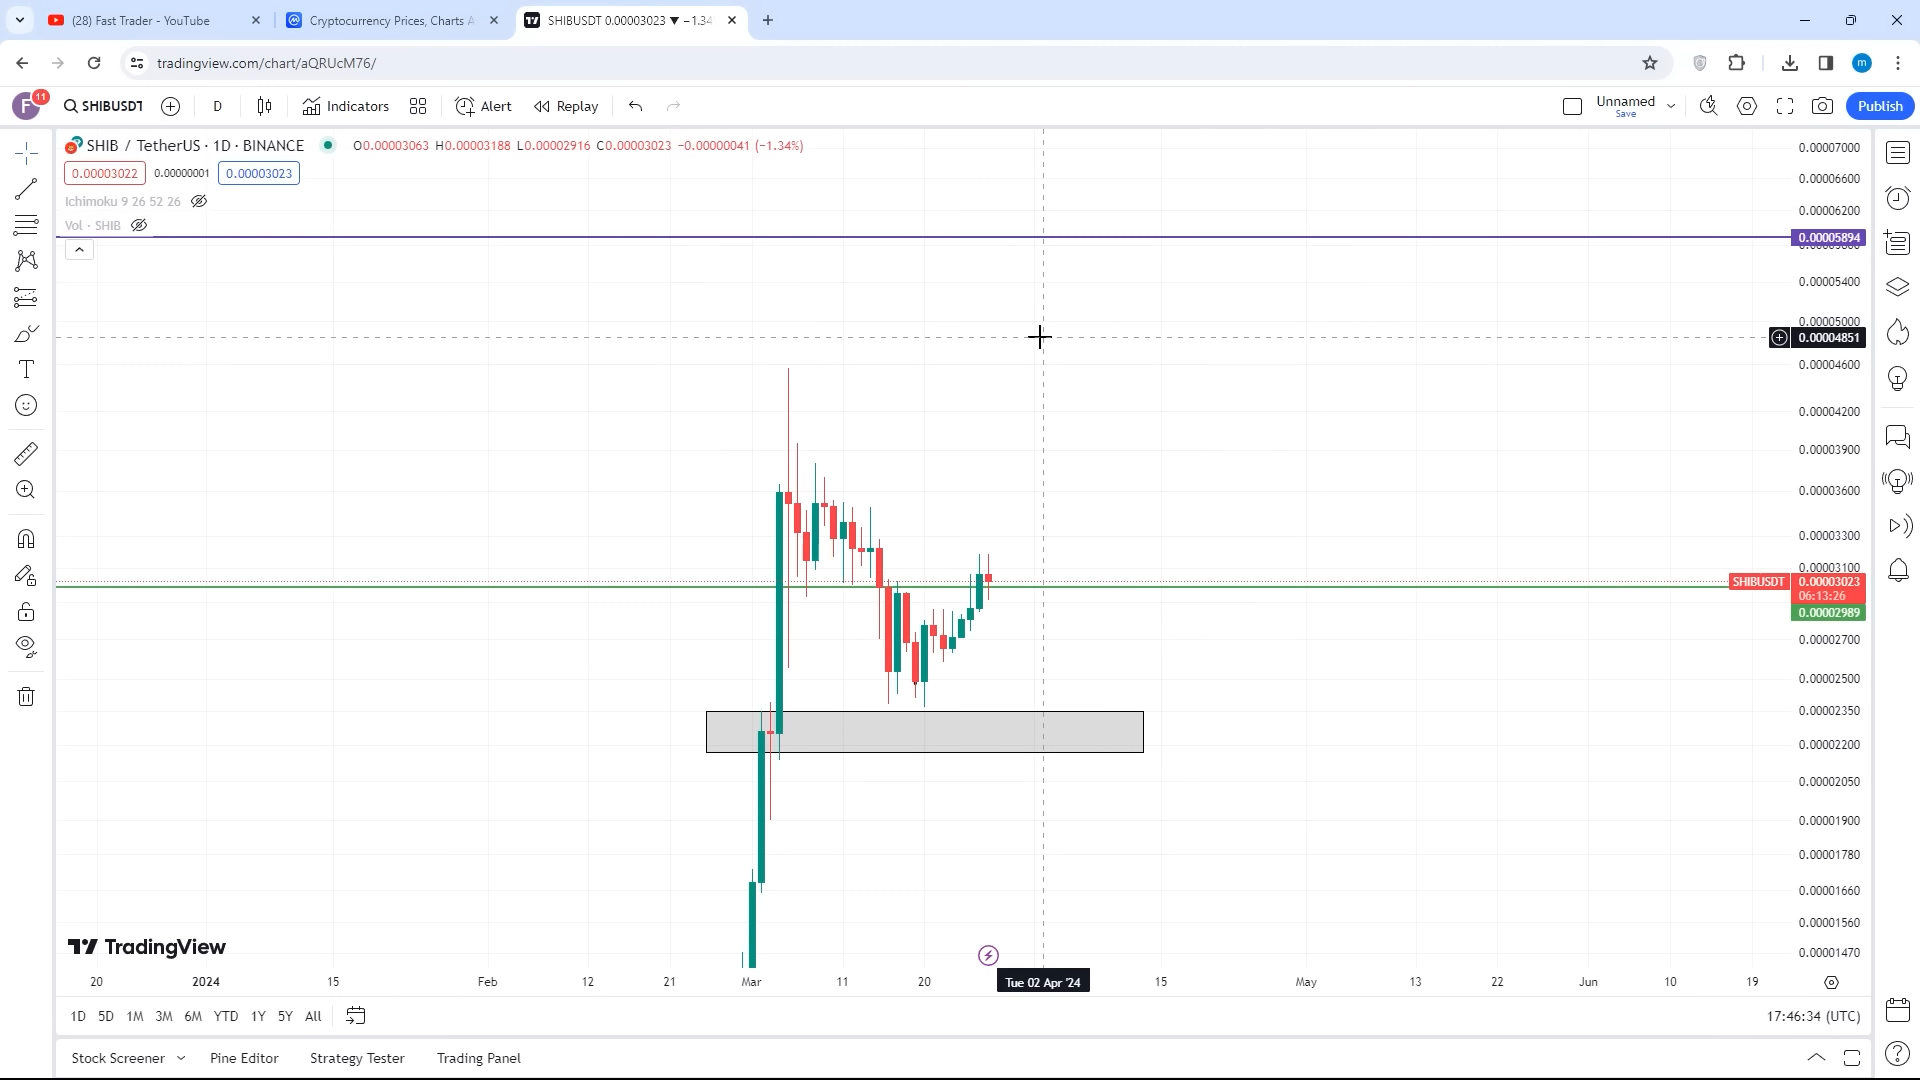 (28) Fast Trader - YouTube
Cryptocurrency Prices, Charts A
SHIBUSDT 0.00003023 ▼ −1.34
tradingview.com/chart/aQRUcM76/
m
F
11
SHIBUSDT
D
Indicators
Alert
Replay
Unnamed
Save
Publish
SHIB / TetherUS · 1D · BINANCE
O0.00003063 H0.00003188 L0.00002916 C0.00003023 −0.00000041 (−1.34%)
0.00003022
0.00000001
0.00003023
Ichimoku 9 26 52 26
Vol · SHIB
0.00007000
0.00006600
0.00006200
0.00005894
0.00005400
0.00005000
0.00004851
0.00004600
0.00004200
0.00003900
0.00003600
0.00003300
0.00003100
SHIBUSDT
0.00003023
06:13:26
0.00002989
0.00002700
0.00002500
0.00002350
0.00002200
0.00002050
0.00001900
0.00001780
0.00001660
0.00001560
0.00001470
TradingView
20
2024
15
Feb
12
21
Mar
11
20
Tue 02 Apr '24
15
May
13
22
Jun
10
19
1D 5D 1M 3M 6M YTD 1Y 5Y All
17:46:34 (UTC)
Stock Screener
Pine Editor
Strategy Tester
Trading Panel